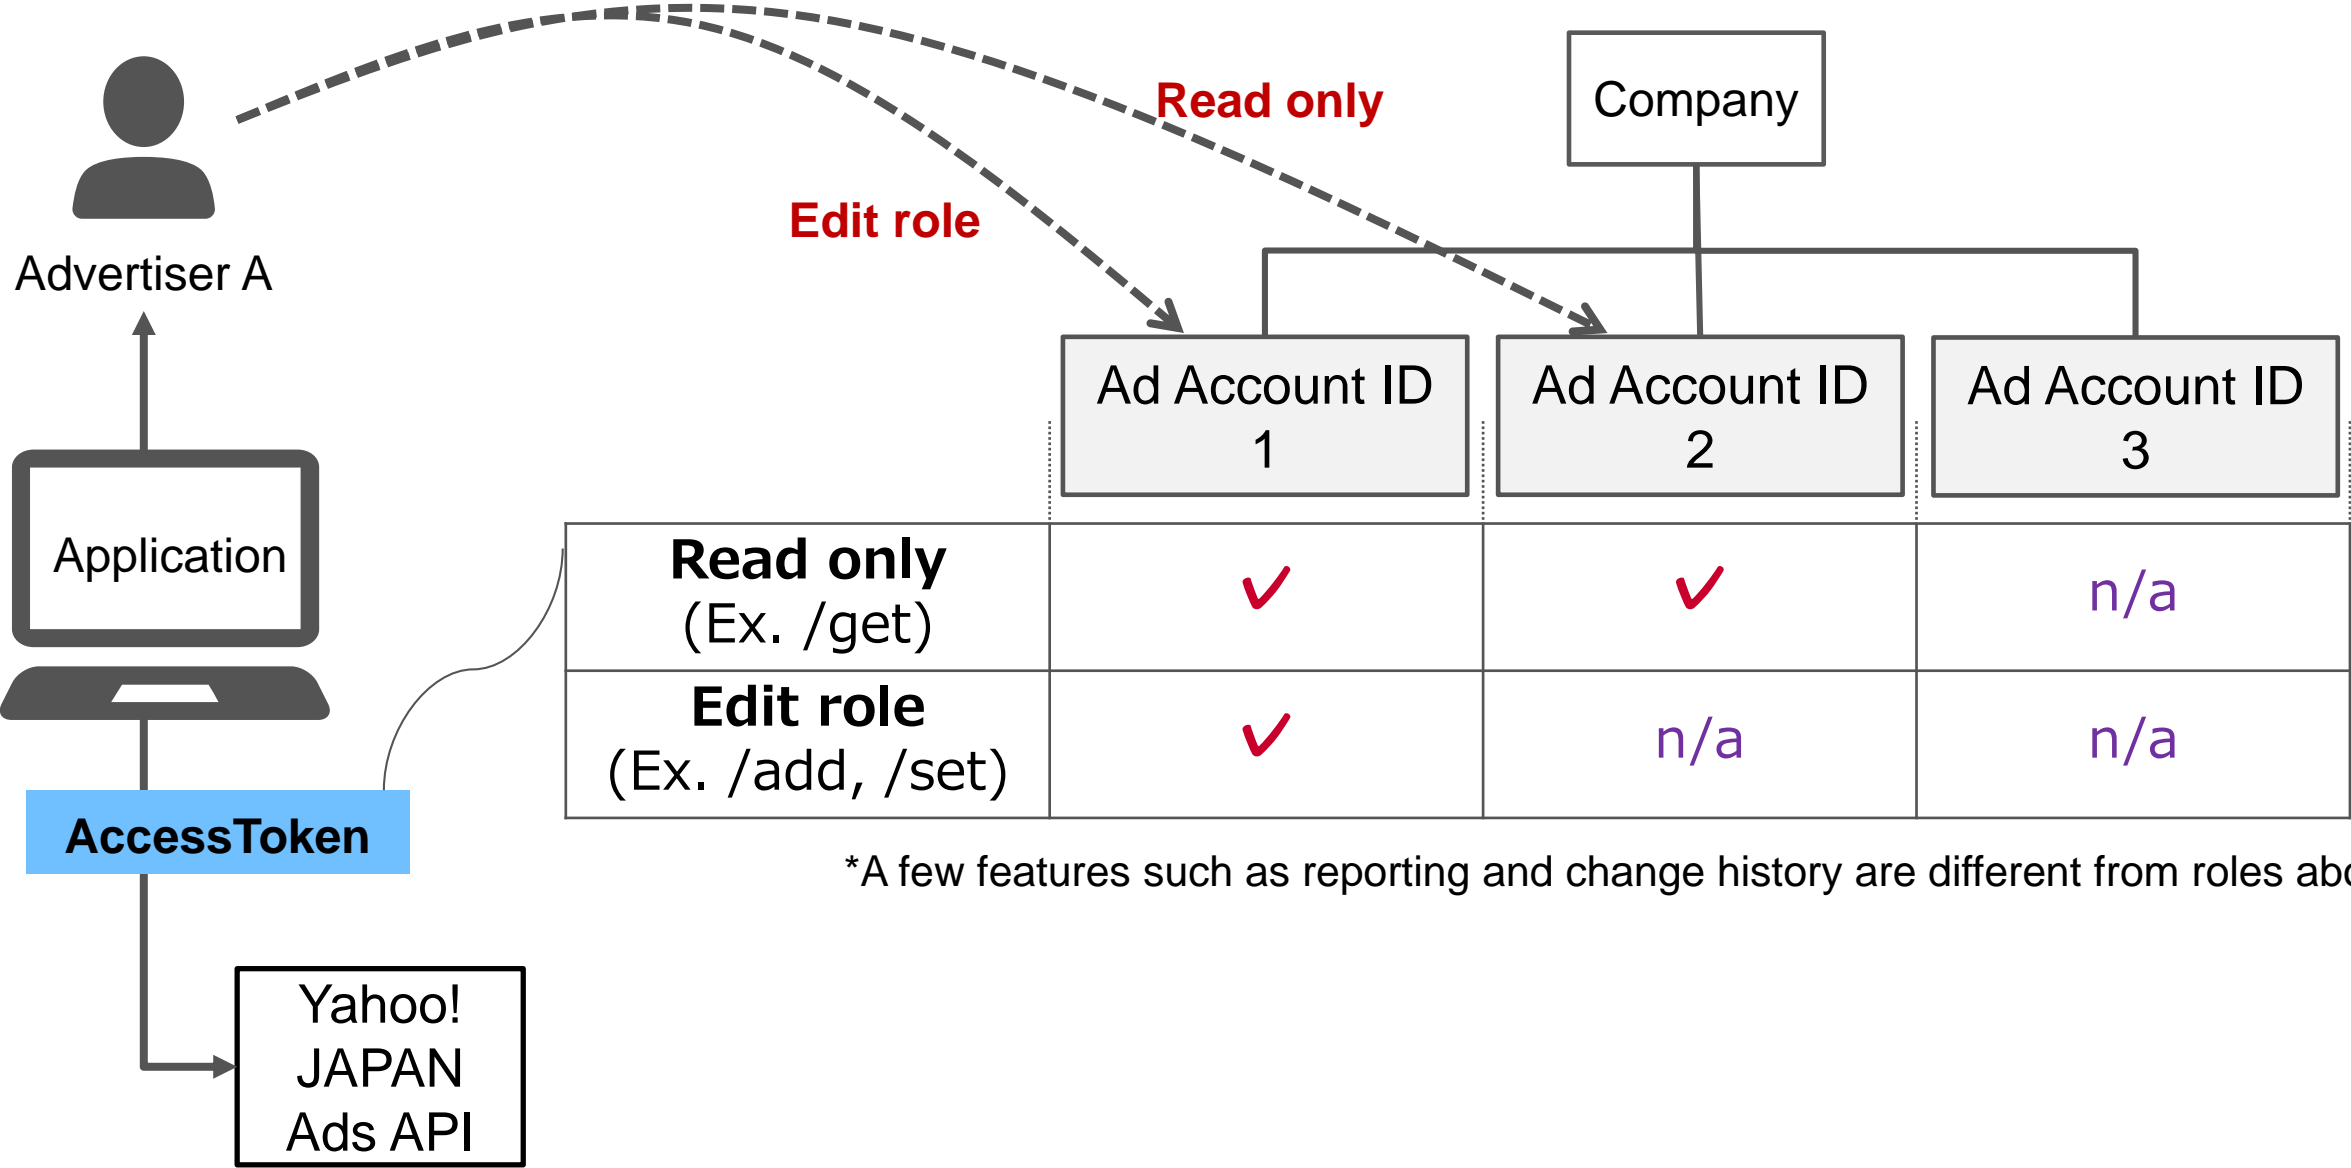 Read only
Company
Edit role
Advertiser A
Ad Account ID
1
Ad Account ID
2
Ad Account ID
3
Application
Read only
(Ex. /get)
✔
✔
n/a
Edit role
(Ex. /add, /set)
✔
n/a
n/a
AccessToken
*A few features such as reporting and change history are different from roles abo
Yahoo!
JAPAN
Ads API